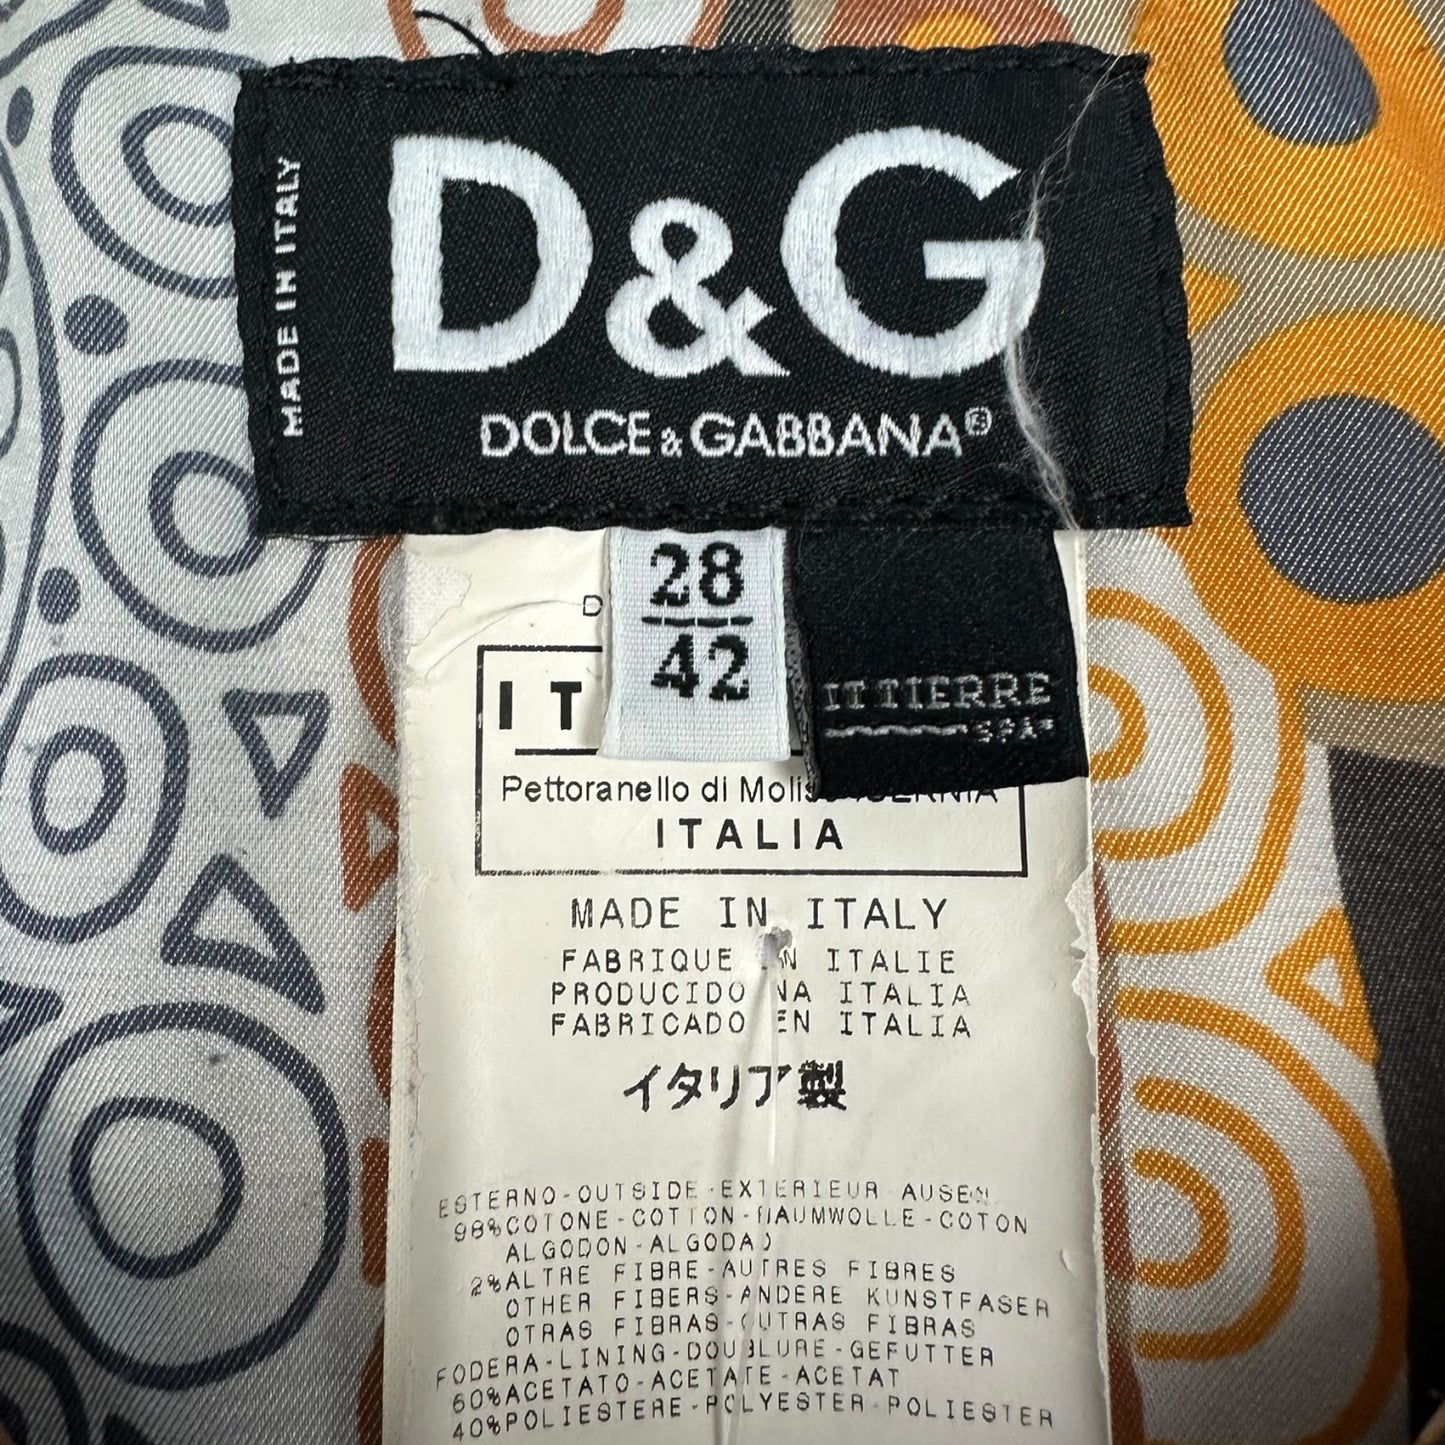 MADE IN ITALY
D&G
DOLCE & GABBANA®
28
42
ITTIERRE
SPA
D
IT
Pettoranello di Molis
ITALIA
MADE IN ITALY
FABRIQUE EN ITALIE
PRODUCIDO NA ITALIA
FABRICADO EN ITALIA
イタリア製
ESTERNO-OUTSIDE-EXTERIEUR AUSEN
98%COTONE-COTTON-BAUMWOLLE-COTON
ALGODON-ALGODAO
2%ALTRE FIBRE-AUTRES FIBRES
OTHER FIBERS-ANDERE KUNSTFASER
OTRAS FIBRAS-OUTRAS FIBRAS
FODERA-LINING-DOUBLURE-GEFUTTER
60%ACETATO-ACETATE-ACETAT
40%POLIESTERE-POLYESTER-POLIESTER